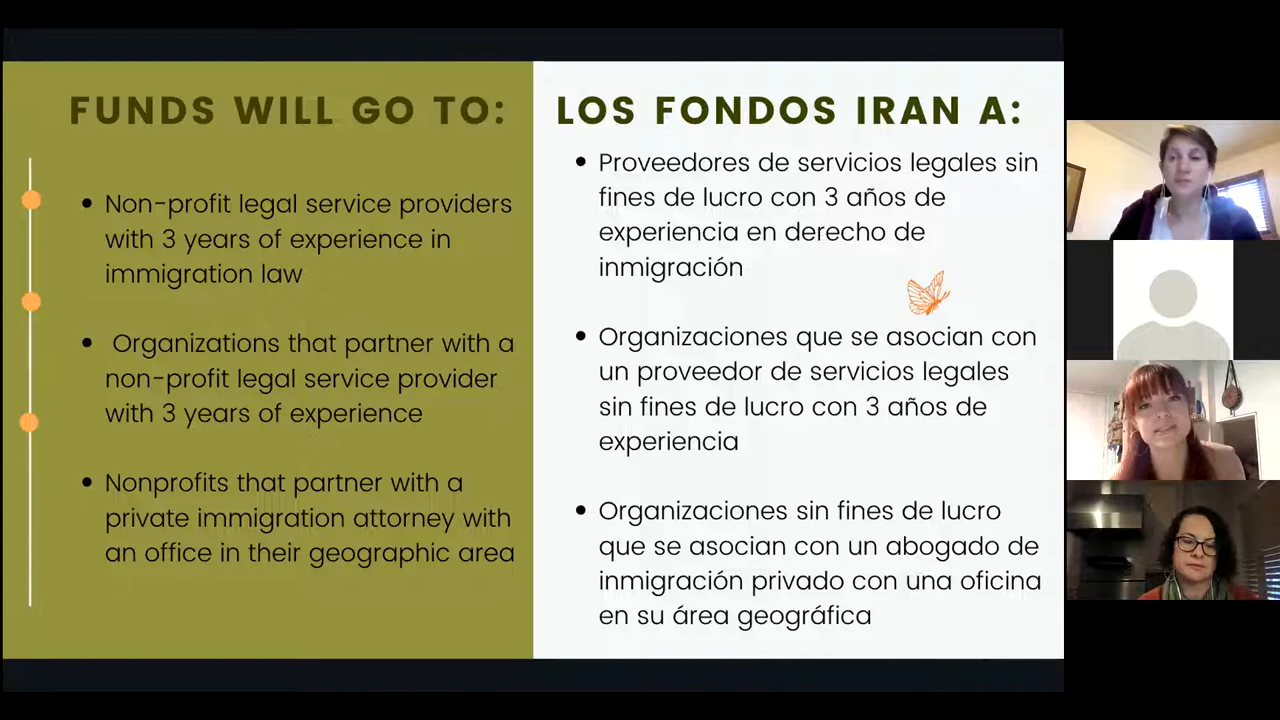 FUNDS WILL GO TO:
Non-profit legal service providers
with 3 years of experience in
immigration law
Organizations that partner with a
non-profit legal service provider
with 3 years of experience
Nonprofits that partner with a
private immigration attorney with
an office in their geographic area
LOS FONDOS IRAN A:
Proveedores de servicios legales sin
fines de lucro con 3 años de
experiencia en derecho de
inmigración
Organizaciones que se asocian con
un proveedor de servicios legales
sin fines de lucro con 3 años de
experiencia
Organizaciones sin fines de lucro
que se asocian con un abogado de
inmigración privado con una oficina
en su área geográfica